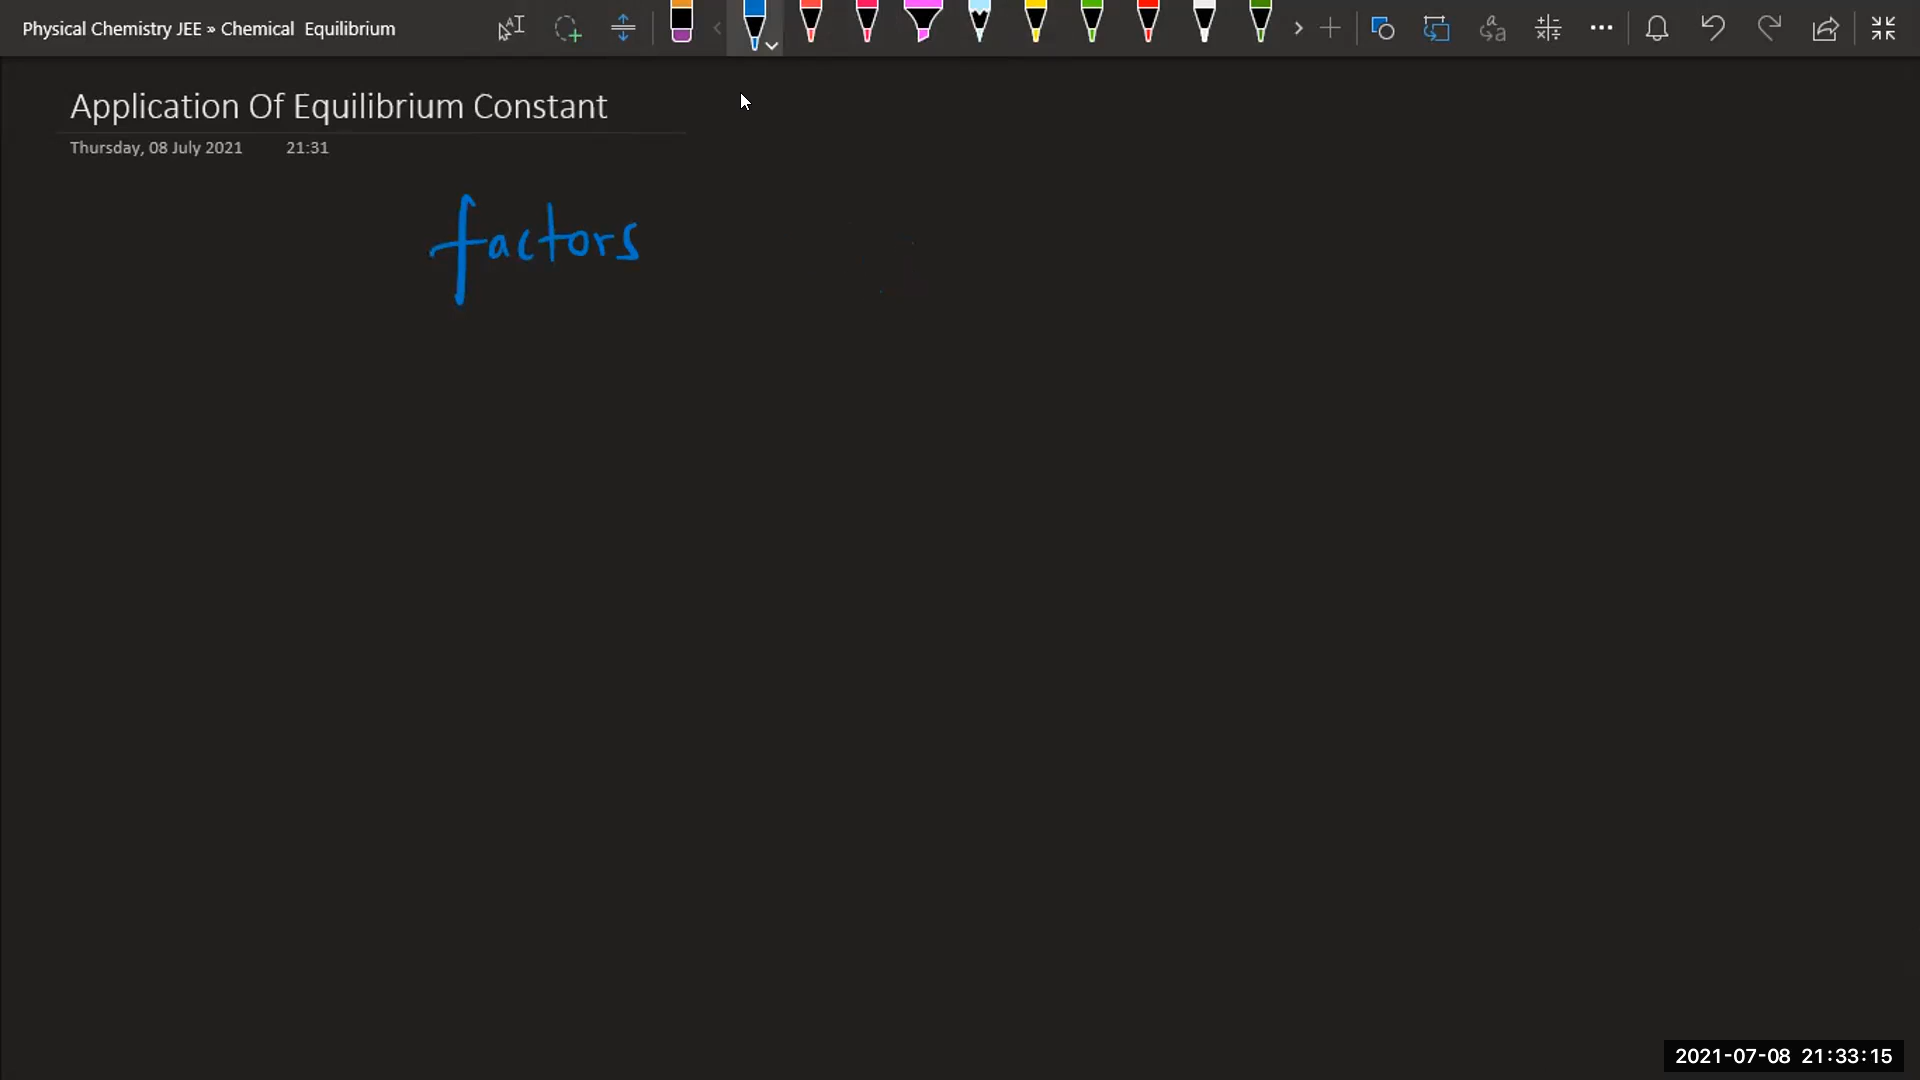 Physical Chemistry JEE » Chemical Equilibrium
Application Of Equilibrium Constant
Thursday, 08 July 2021 21:31
factors
2021-07-08 21:33:15